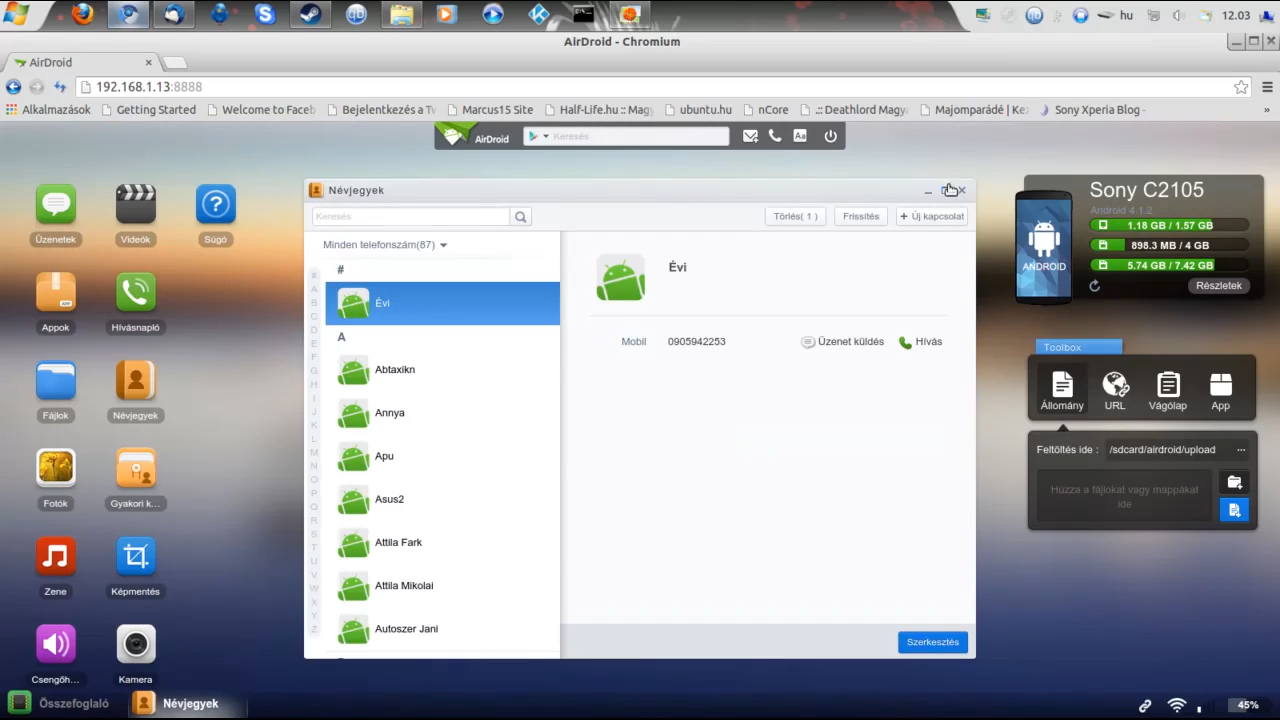 hu
12.03
AirDroid - Chromium
AirDroid
192.168.1.13:8888
Alkalmazások
Getting Started
Welcome to Faceb
Bejelentkezés a Tv
Marcus15 Site
Half-Life.hu :: Mag
ubuntu.hu
nCore
.:: Deathlord Magy
Majomparádé | Ke
Sony Xperia Blog -
»
AirDroid
Keresés
Aa
Üzenetek
Videók
Súgó
Appok
Hívásnapló
Fájlok
Névjegyek
Fotók
Gyakori k...
Zene
Képmentés
Csengőh...
Kamera
Névjegyek
Keresés
Törlés( 1 )
Frissítés
+ Új kapcsolat
Minden telefonszám(87)
#
A
B
C
D
E
F
G
H
I
J
K
L
M
N
O
P
Q
R
S
T
U
V
W
X
Y
Z
#
Évi
A
Abtaxikn
Annya
Apu
Asus2
Attila Fark
Attila Mikolai
Autoszer Jani
Évi
Mobil 0905942253 Üzenet küldés Hívás
Szerkesztés
Sony C2105
Android 4.1.2
ANDROID
1.18 GB / 1.57 GB
898.3 MB / 4 GB
5.74 GB / 7.42 GB
Részletek
Toolbox
Állomány
URL
Vágólap
App
Feltöltés ide : /sdcard/airdroid/upload ...
Húzza a fájlokat vagy mappákat
ide
Összefoglaló
Névjegyek
45%